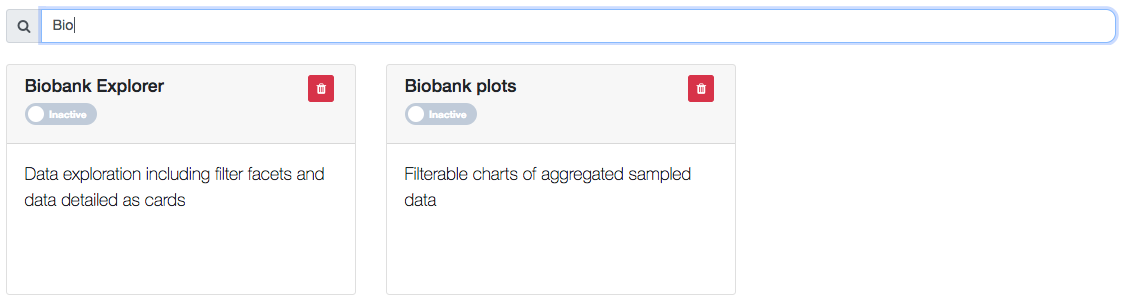 Bio
Biobank Explorer
Inactive
Data exploration including filter facets and
data detailed as cards
Biobank plots
Inactive
Filterable charts of aggregated sampled
data